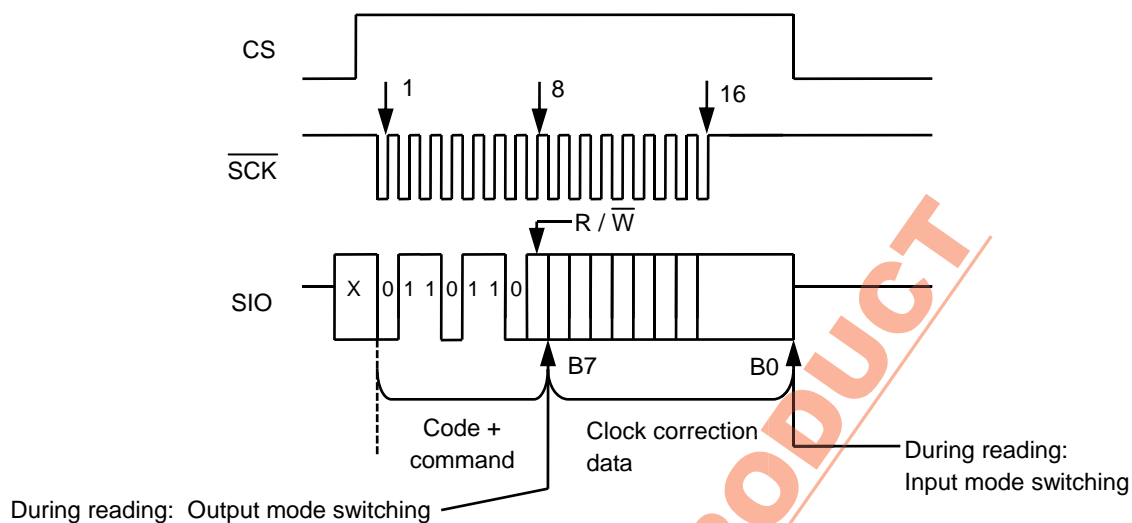 CS
1
8
16
SCK
R / W
SIO
X 0 1 1 0 1 1 0
B7
B0
Code +
command
Clock correction
data
During reading:
Input mode switching
During reading: Output mode switching
PRODUCT